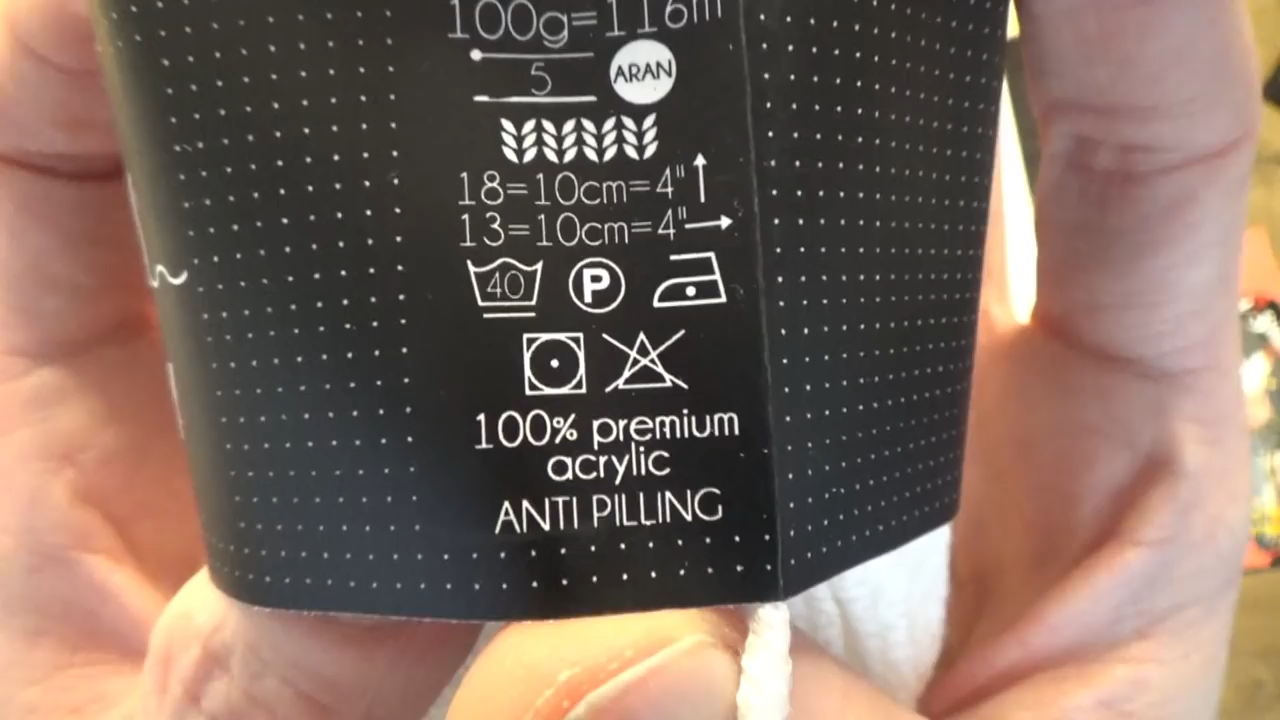 100g=116m
5
ARAN
18=10cm=4"
13=10cm=4"
40
P
100% premium
acrylic
ANTI PILLING